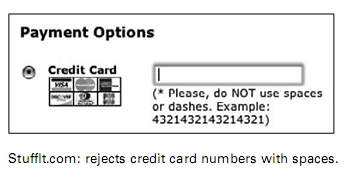 Payment Options
Credit Card
VISA
(* Please, do NOT use spaces
or dashes. Example:
4321432143214321)
StuffIt.com: rejects credit card numbers with spaces.